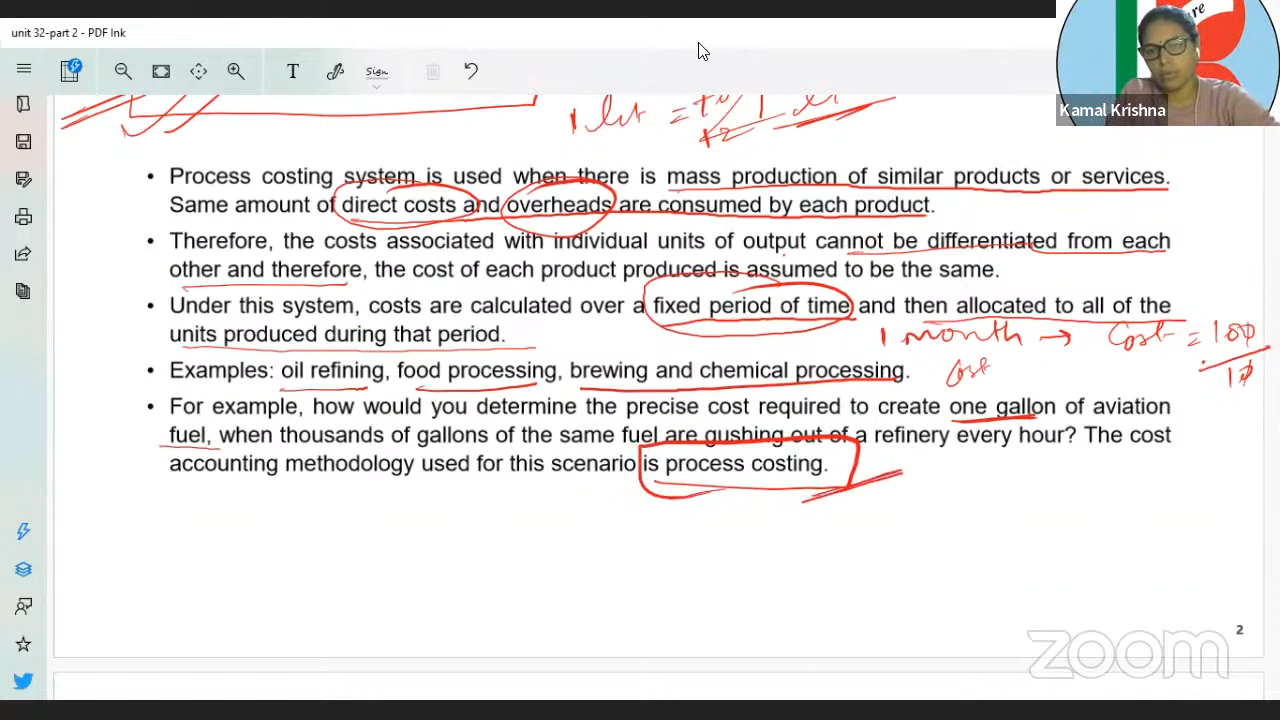 unit 32-part 2 - PDF Ink
T
Sign
Kamal Krishna
1 lit =
• Process costing system is used when there is mass production of similar products or services.
Same amount of direct costs and overheads are consumed by each product.
• Therefore, the costs associated with individual units of output cannot be differentiated from each
other and therefore, the cost of each product produced is assumed to be the same.
• Under this system, costs are calculated over a fixed period of time and then allocated to all of the
units produced during that period.
1 month → Cost = 100
10
cost
• Examples: oil refining, food processing, brewing and chemical processing.
• For example, how would you determine the precise cost required to create one gallon of aviation
fuel, when thousands of gallons of the same fuel are gushing out of a refinery every hour? The cost
accounting methodology used for this scenario is process costing.
2
zoom